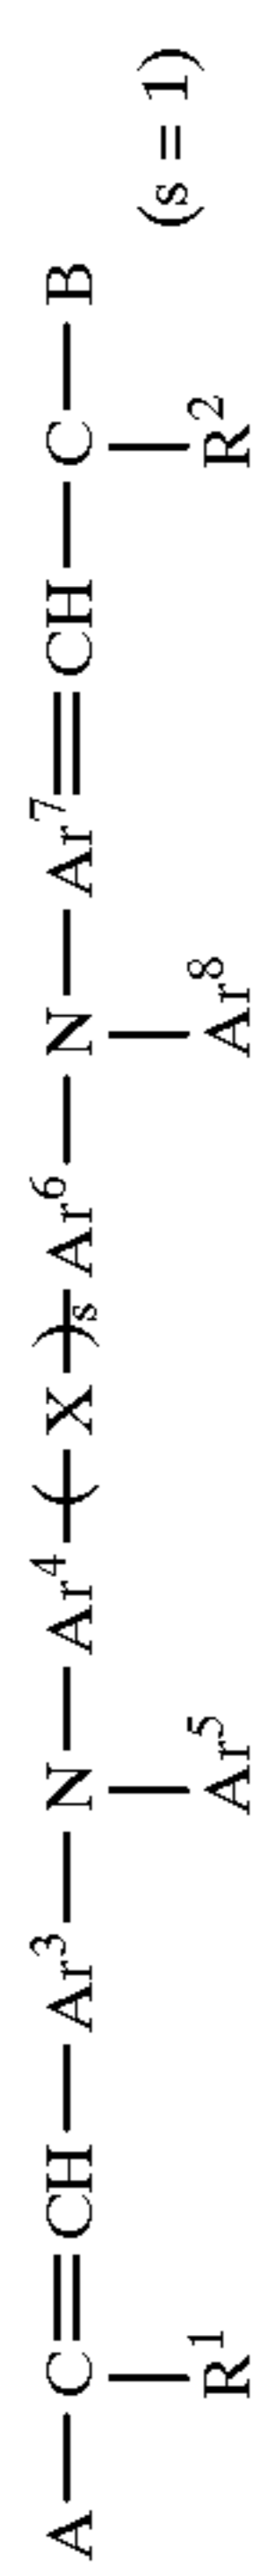 A—C=CH—Ar³—N—Ar⁴—(X)ₛ—Ar⁶—N—Ar⁷=CH—C—B
R¹ Ar⁵ Ar⁸ R² (s = 1)